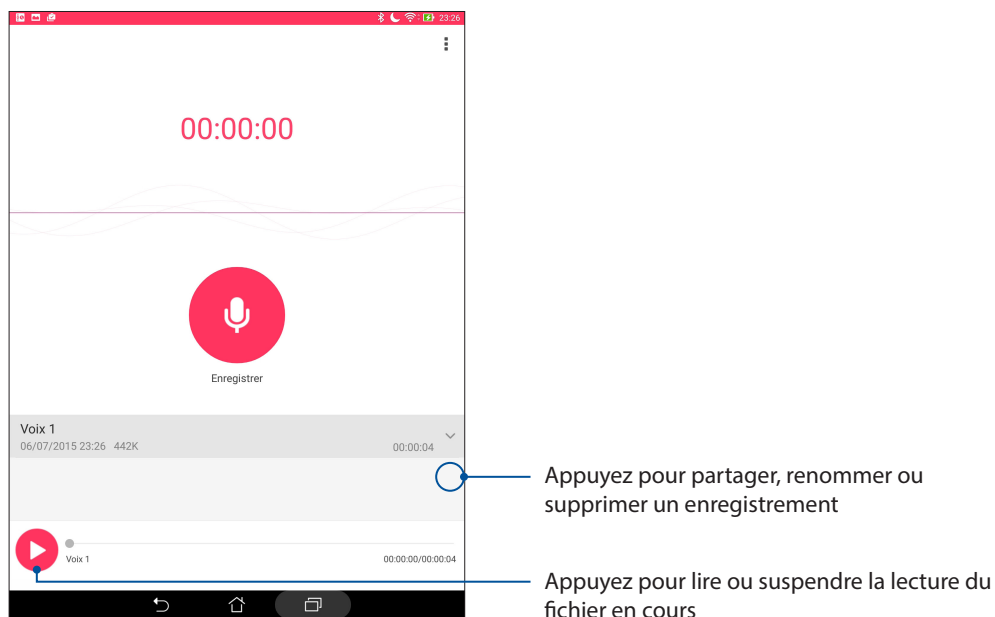 23:26
00:00:00
Enregistrer
Voix 1
06/07/2015 23:26 442K
00:00:04
Appuyez pour partager, renommer ou
supprimer un enregistrement
Voix 1
00:00:00/00:00:04
Appuyez pour lire ou suspendre la lecture du
fichier en cours